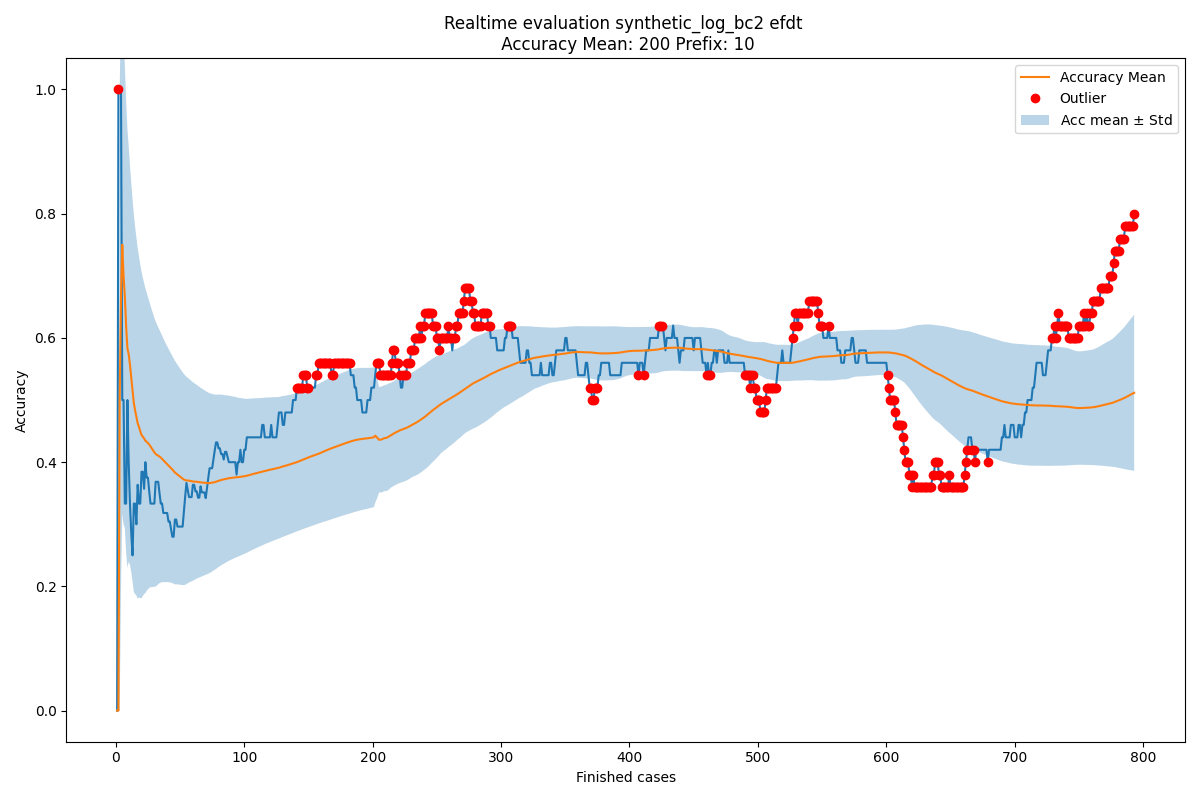 Realtime evaluation synthetic_log_bc2 efdt
Accuracy Mean: 200 Prefix: 10
Accuracy Mean
Outlier
Acc mean ± Std
1.0
0.8
0.6
0.4
0.2
0.0
Accuracy
0 100 200 300 400 500 600 700 800
Finished cases